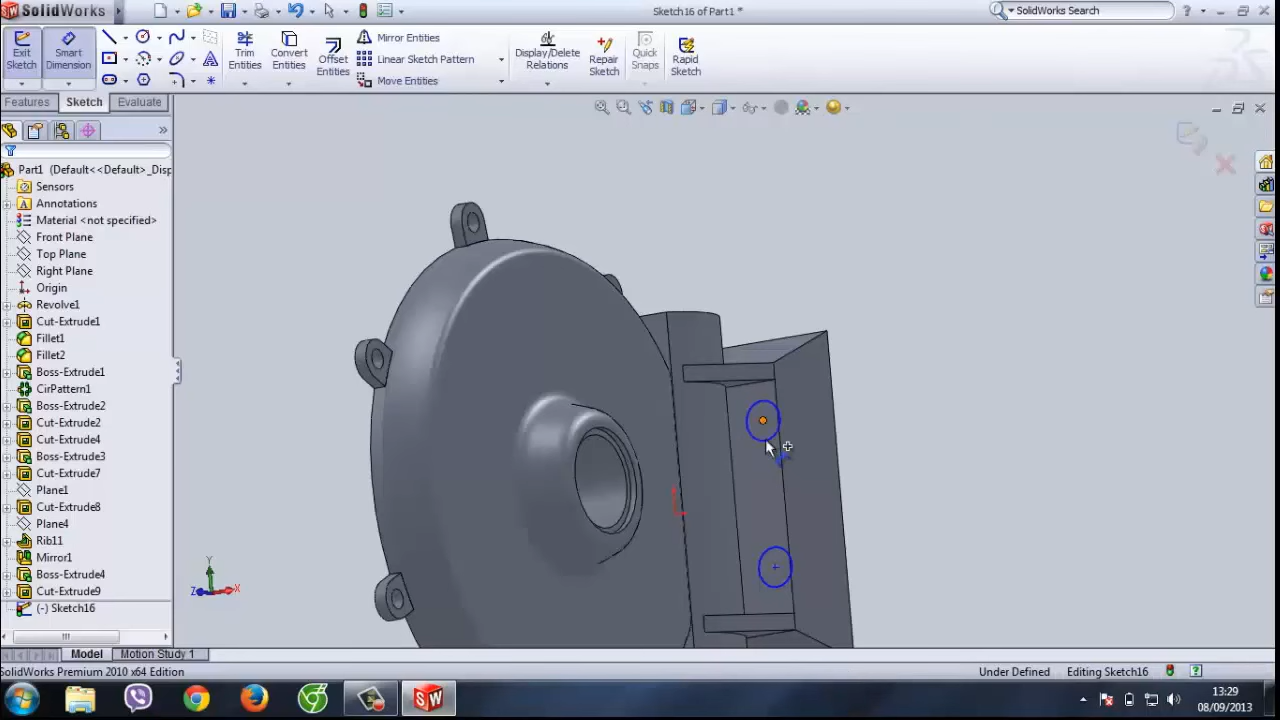 SolidWorks
Sketch16 of Part1 *
SolidWorks Search
Exit Sketch
Smart Dimension
Trim Entities
Convert Entities
Offset Entities
Mirror Entities
Linear Sketch Pattern
Move Entities
Display/Delete Relations
Repair Sketch
Quick Snaps
Rapid Sketch
Features
Sketch
Evaluate
Part1 (Default<<Default>_Disp
Sensors
Annotations
Material <not specified>
Front Plane
Top Plane
Right Plane
Origin
Revolve1
Cut-Extrude1
Fillet1
Fillet2
Boss-Extrude1
CirPattern1
Boss-Extrude2
Cut-Extrude2
Cut-Extrude4
Boss-Extrude3
Cut-Extrude7
Plane1
Cut-Extrude8
Plane4
Rib11
Mirror1
Boss-Extrude4
Cut-Extrude9
(-) Sketch16
Y
Z
X
Model
Motion Study 1
SolidWorks Premium 2010 x64 Edition
Under Defined
Editing Sketch16
13:29
08/09/2013